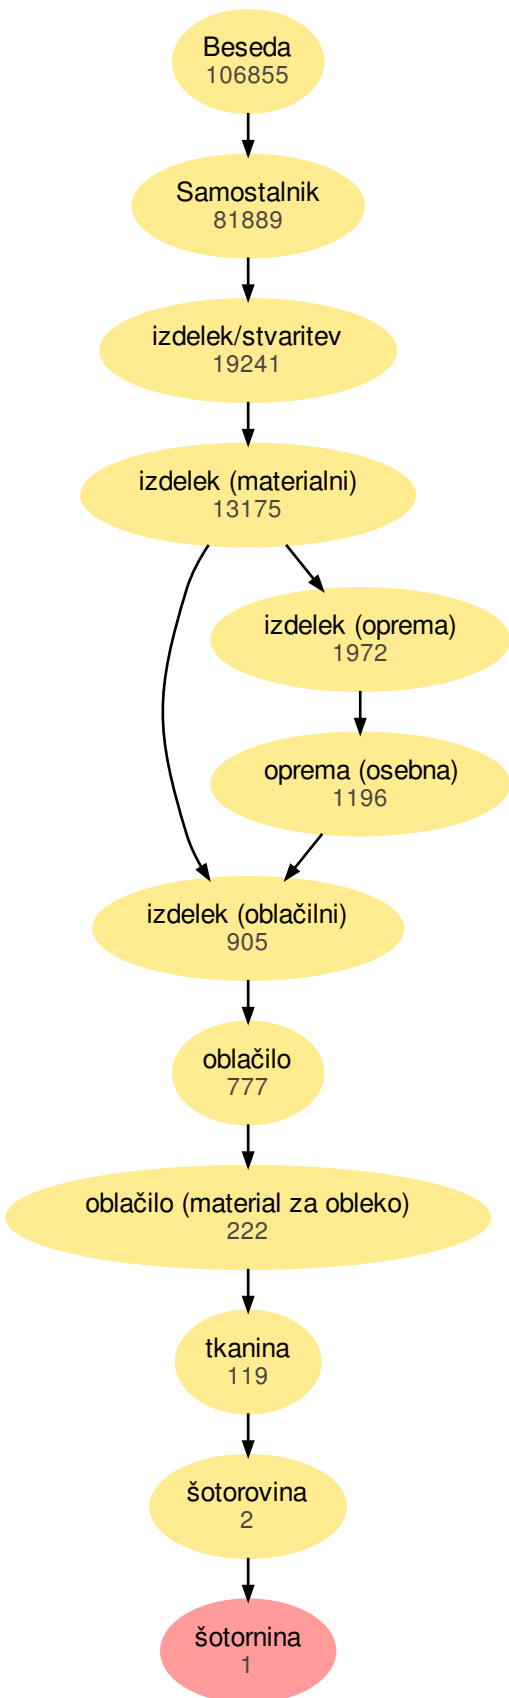 Beseda
106855
Samostalnik
81889
izdelek/stvaritev
19241
izdelek (materialni)
13175
izdelek (oprema)
1972
oprema (osebna)
1196
izdelek (oblačilni)
905
oblačilo
777
oblačilo (material za obleko)
222
tkanina
119
šotorovina
2
šotornina
1